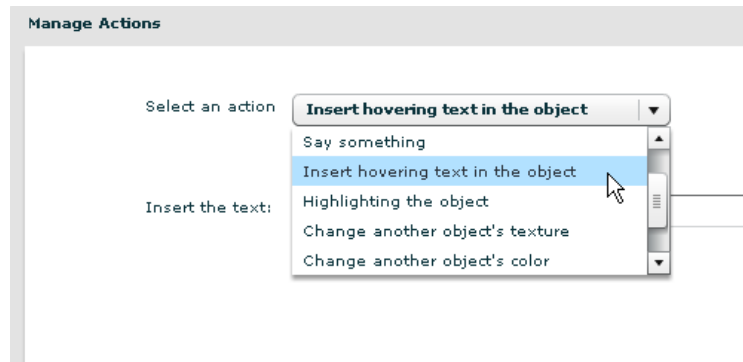 Manage Actions
Select an action
Insert hovering text in the object
Say something
Insert hovering text in the object
Highlighting the object
Change another object's texture
Change another object's color
Insert the text: